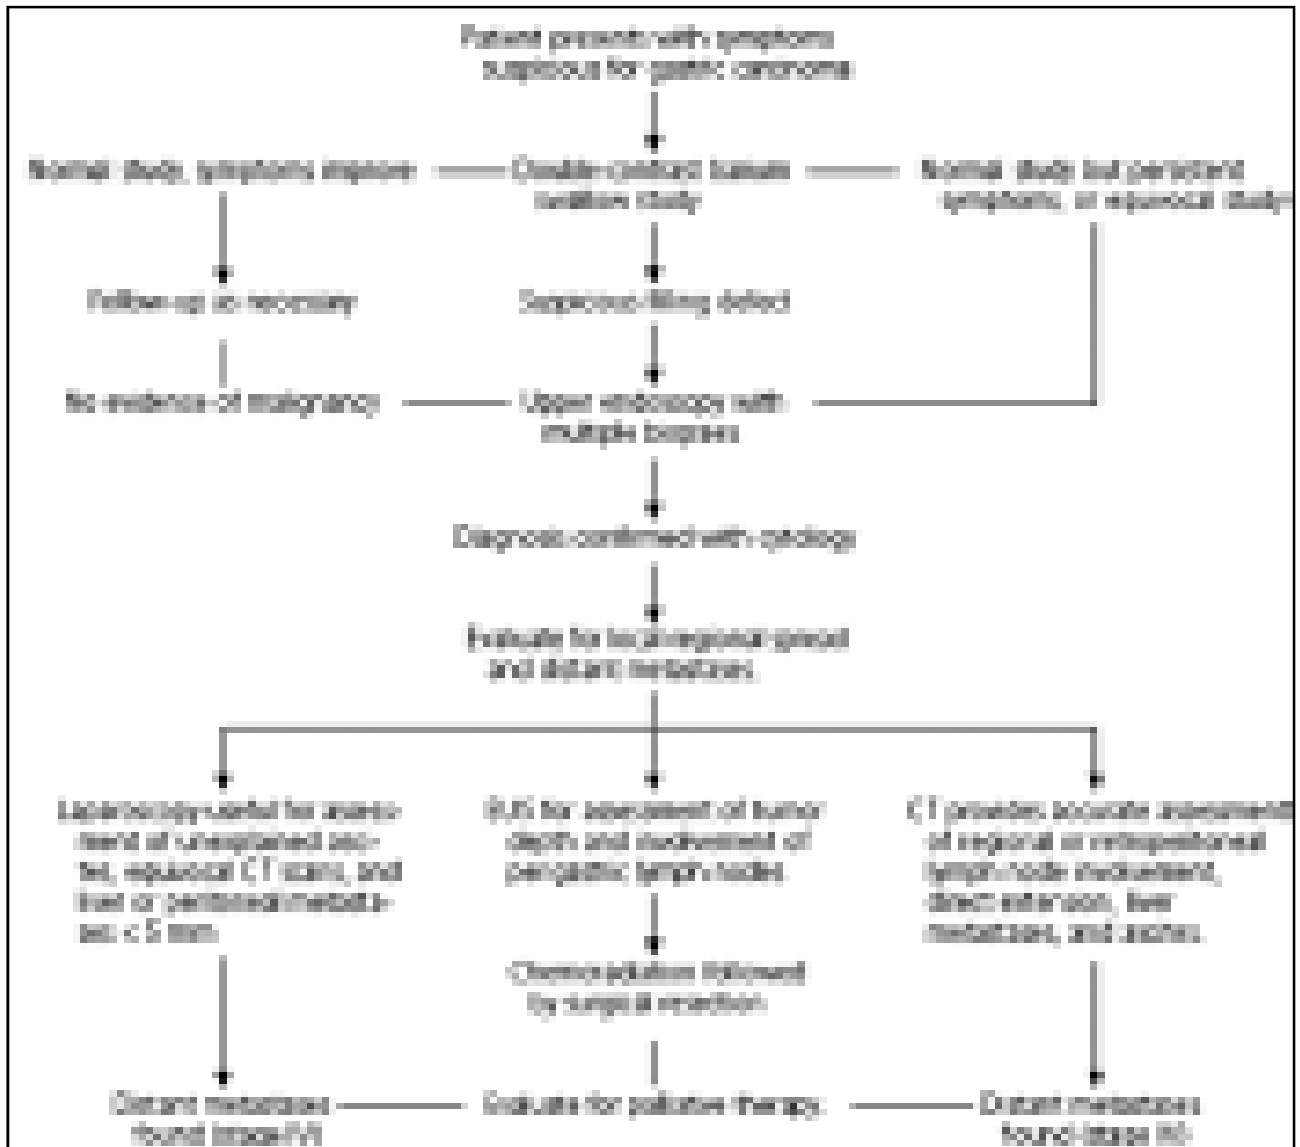 Patient presents with symptoms
suspicious for gastric carcinoma
Normal study, symptoms improve
Double-contrast barium
swallow study
Normal study but persistent
symptoms, or equivocal study
Follow-up as necessary
Suspicious filling defect
No evidence of malignancy
Upper endoscopy with
multiple biopsies
Diagnosis confirmed with cytology
Evaluate for local-regional spread
and distant metastases
Laparoscopy useful for assess-
ment of unexplained asci-
tes, equivocal CT scans, and
liver or peritoneal metasta-
ses < 5 mm
EUS for assessment of tumor
depth and involvement of
perigastric lymph nodes
CT provides accurate assessment
of regional or retroperitoneal
lymph node involvement,
direct extension, liver
metastases, and ascites
Chemoradiation followed
by surgical resection
Distant metastases
found (stage IV)
Evaluate for palliative therapy
Distant metastases
found (stage IV)